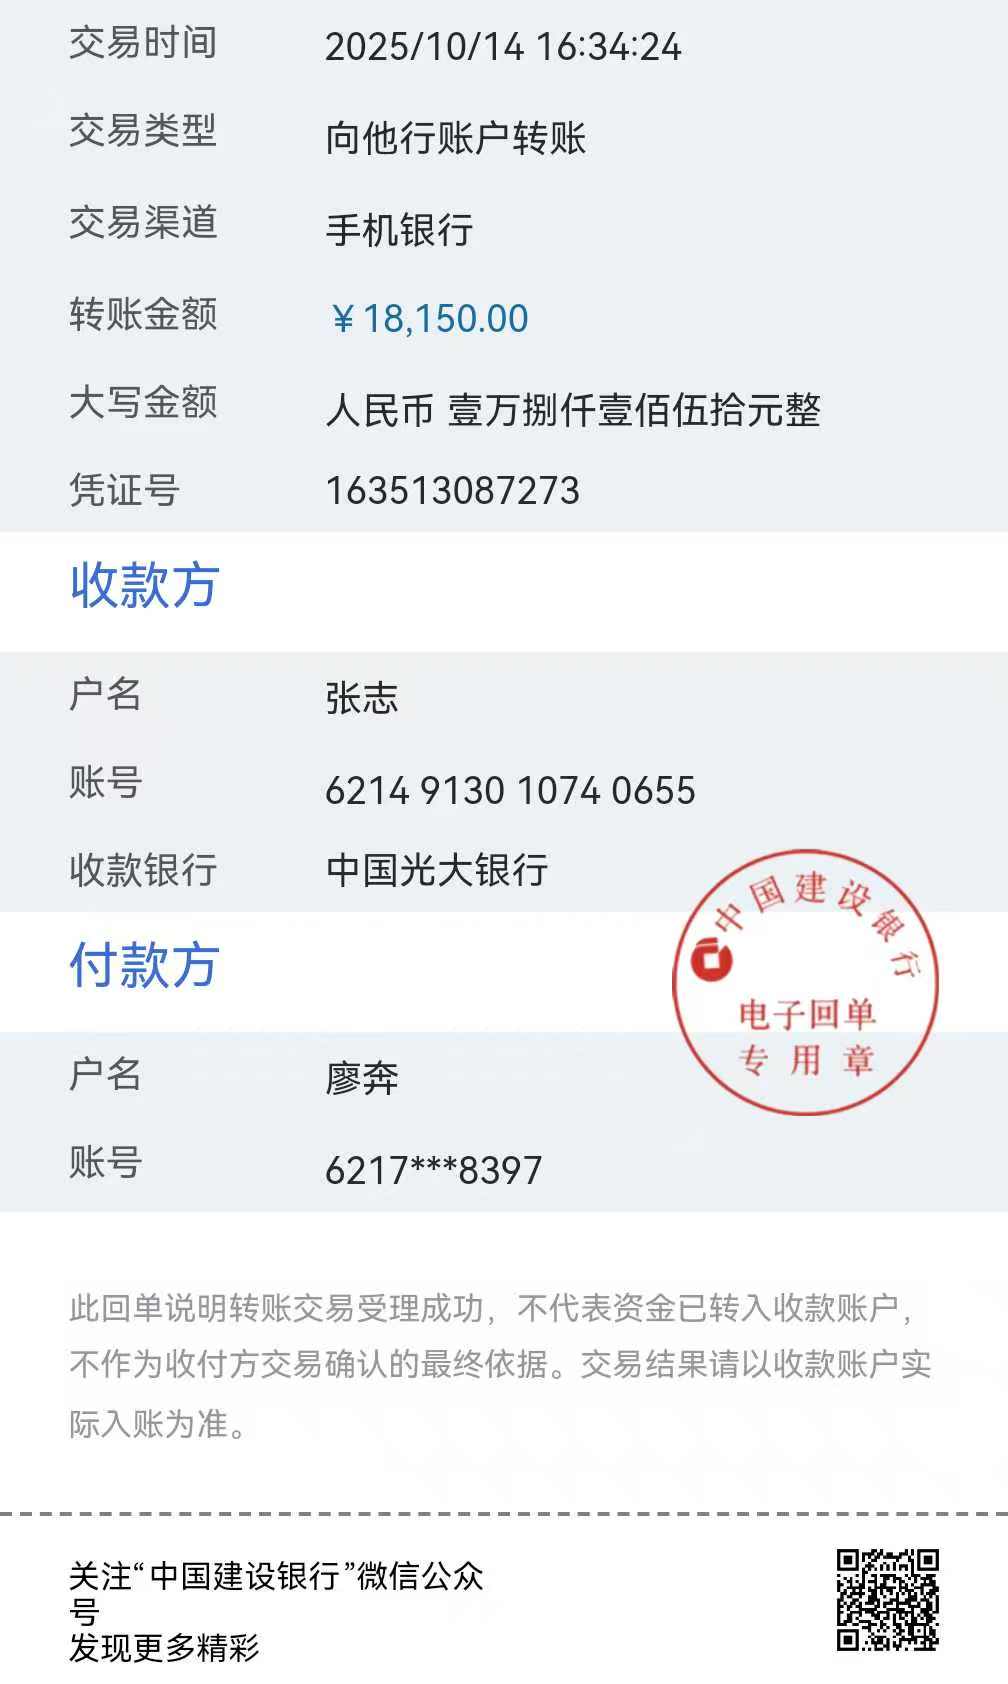 交易时间 2025/10/14 16:34:24
交易类型 向他行账户转账
交易渠道 手机银行
转账金额 ￥18,150.00
大写金额 人民币 壹万捌仟壹佰伍拾元整
凭证号 163513087273
收款方
户名 张志
账号 6214 9130 1074 0655
收款银行 中国光大银行
中国建设银行
电子回单
专用章
付款方
户名 廖奔
账号 6217***8397
此回单说明转账交易受理成功，不代表资金已转入收款账户，
不作为收付方交易确认的最终依据。交易结果请以收款账户实
际入账为准。
关注“中国建设银行”微信公众
号
发现更多精彩